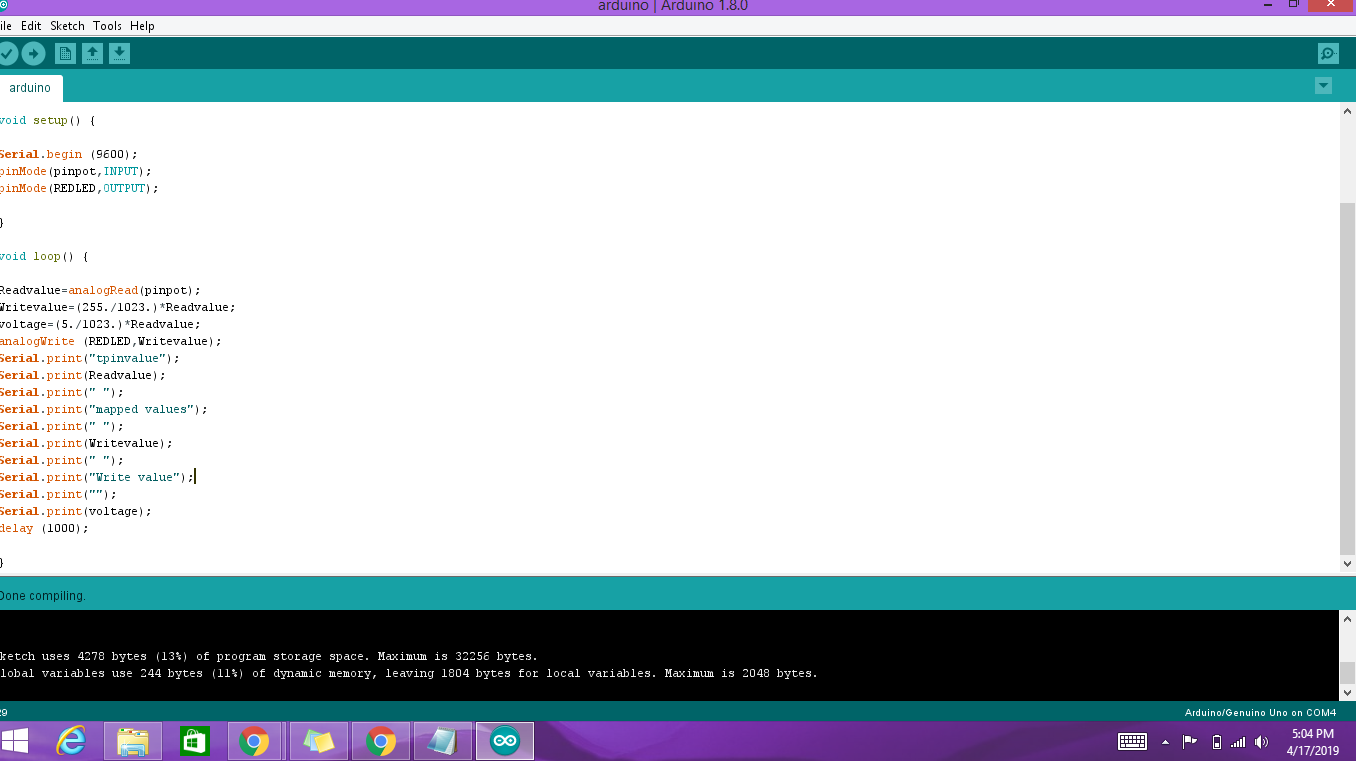 arduino | Arduino 1.8.0
ile Edit Sketch Tools Help
arduino
void setup() {
Serial.begin (9600);
pinMode(pinpot,INPUT);
pinMode(REDLED,OUTPUT);
}
void loop() {
Readvalue=analogRead(pinpot);
Writevalue=(255./1023.)*Readvalue;
voltage=(5./1023.)*Readvalue;
analogWrite (REDLED,Writevalue);
Serial.print("tpinvalue");
Serial.print(Readvalue);
Serial.print(" ");
Serial.print("mapped values");
Serial.print(" ");
Serial.print(Writevalue);
Serial.print(" ");
Serial.print("Write value");
Serial.print("");
Serial.print(voltage);
delay (1000);
}
Done compiling.
ketch uses 4278 bytes (13%) of program storage space. Maximum is 32256 bytes.
lobal variables use 244 bytes (11%) of dynamic memory, leaving 1804 bytes for local variables. Maximum is 2048 bytes.
29 Arduino/Genuino Uno on COM4
5:04 PM
4/17/2019